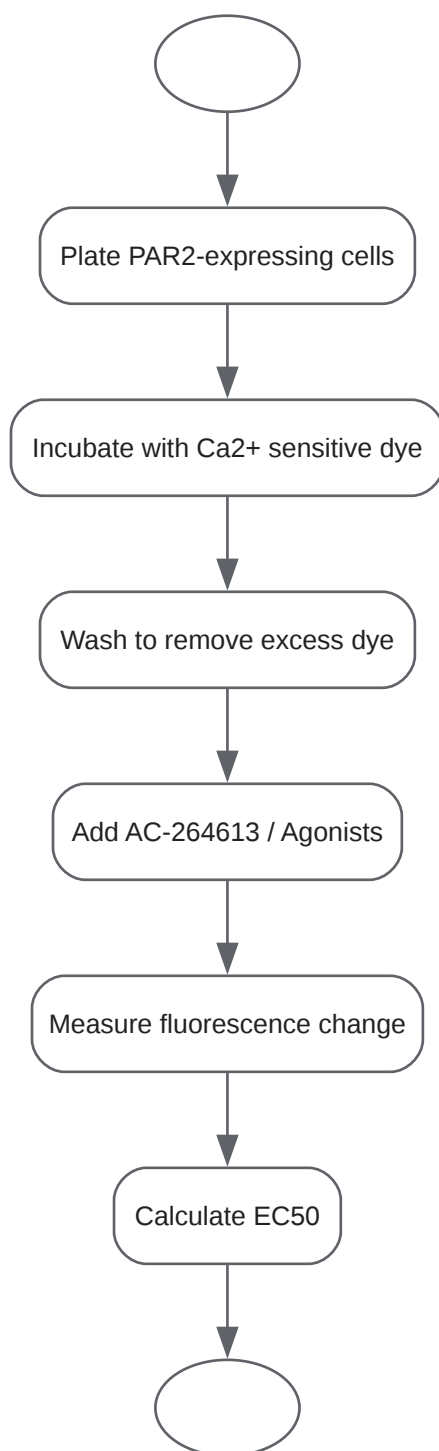 Plate PAR2-expressing cells
Incubate with Ca2+ sensitive dye
Wash to remove excess dye
Add AC-264613 / Agonists
Measure fluorescence change
Calculate EC50